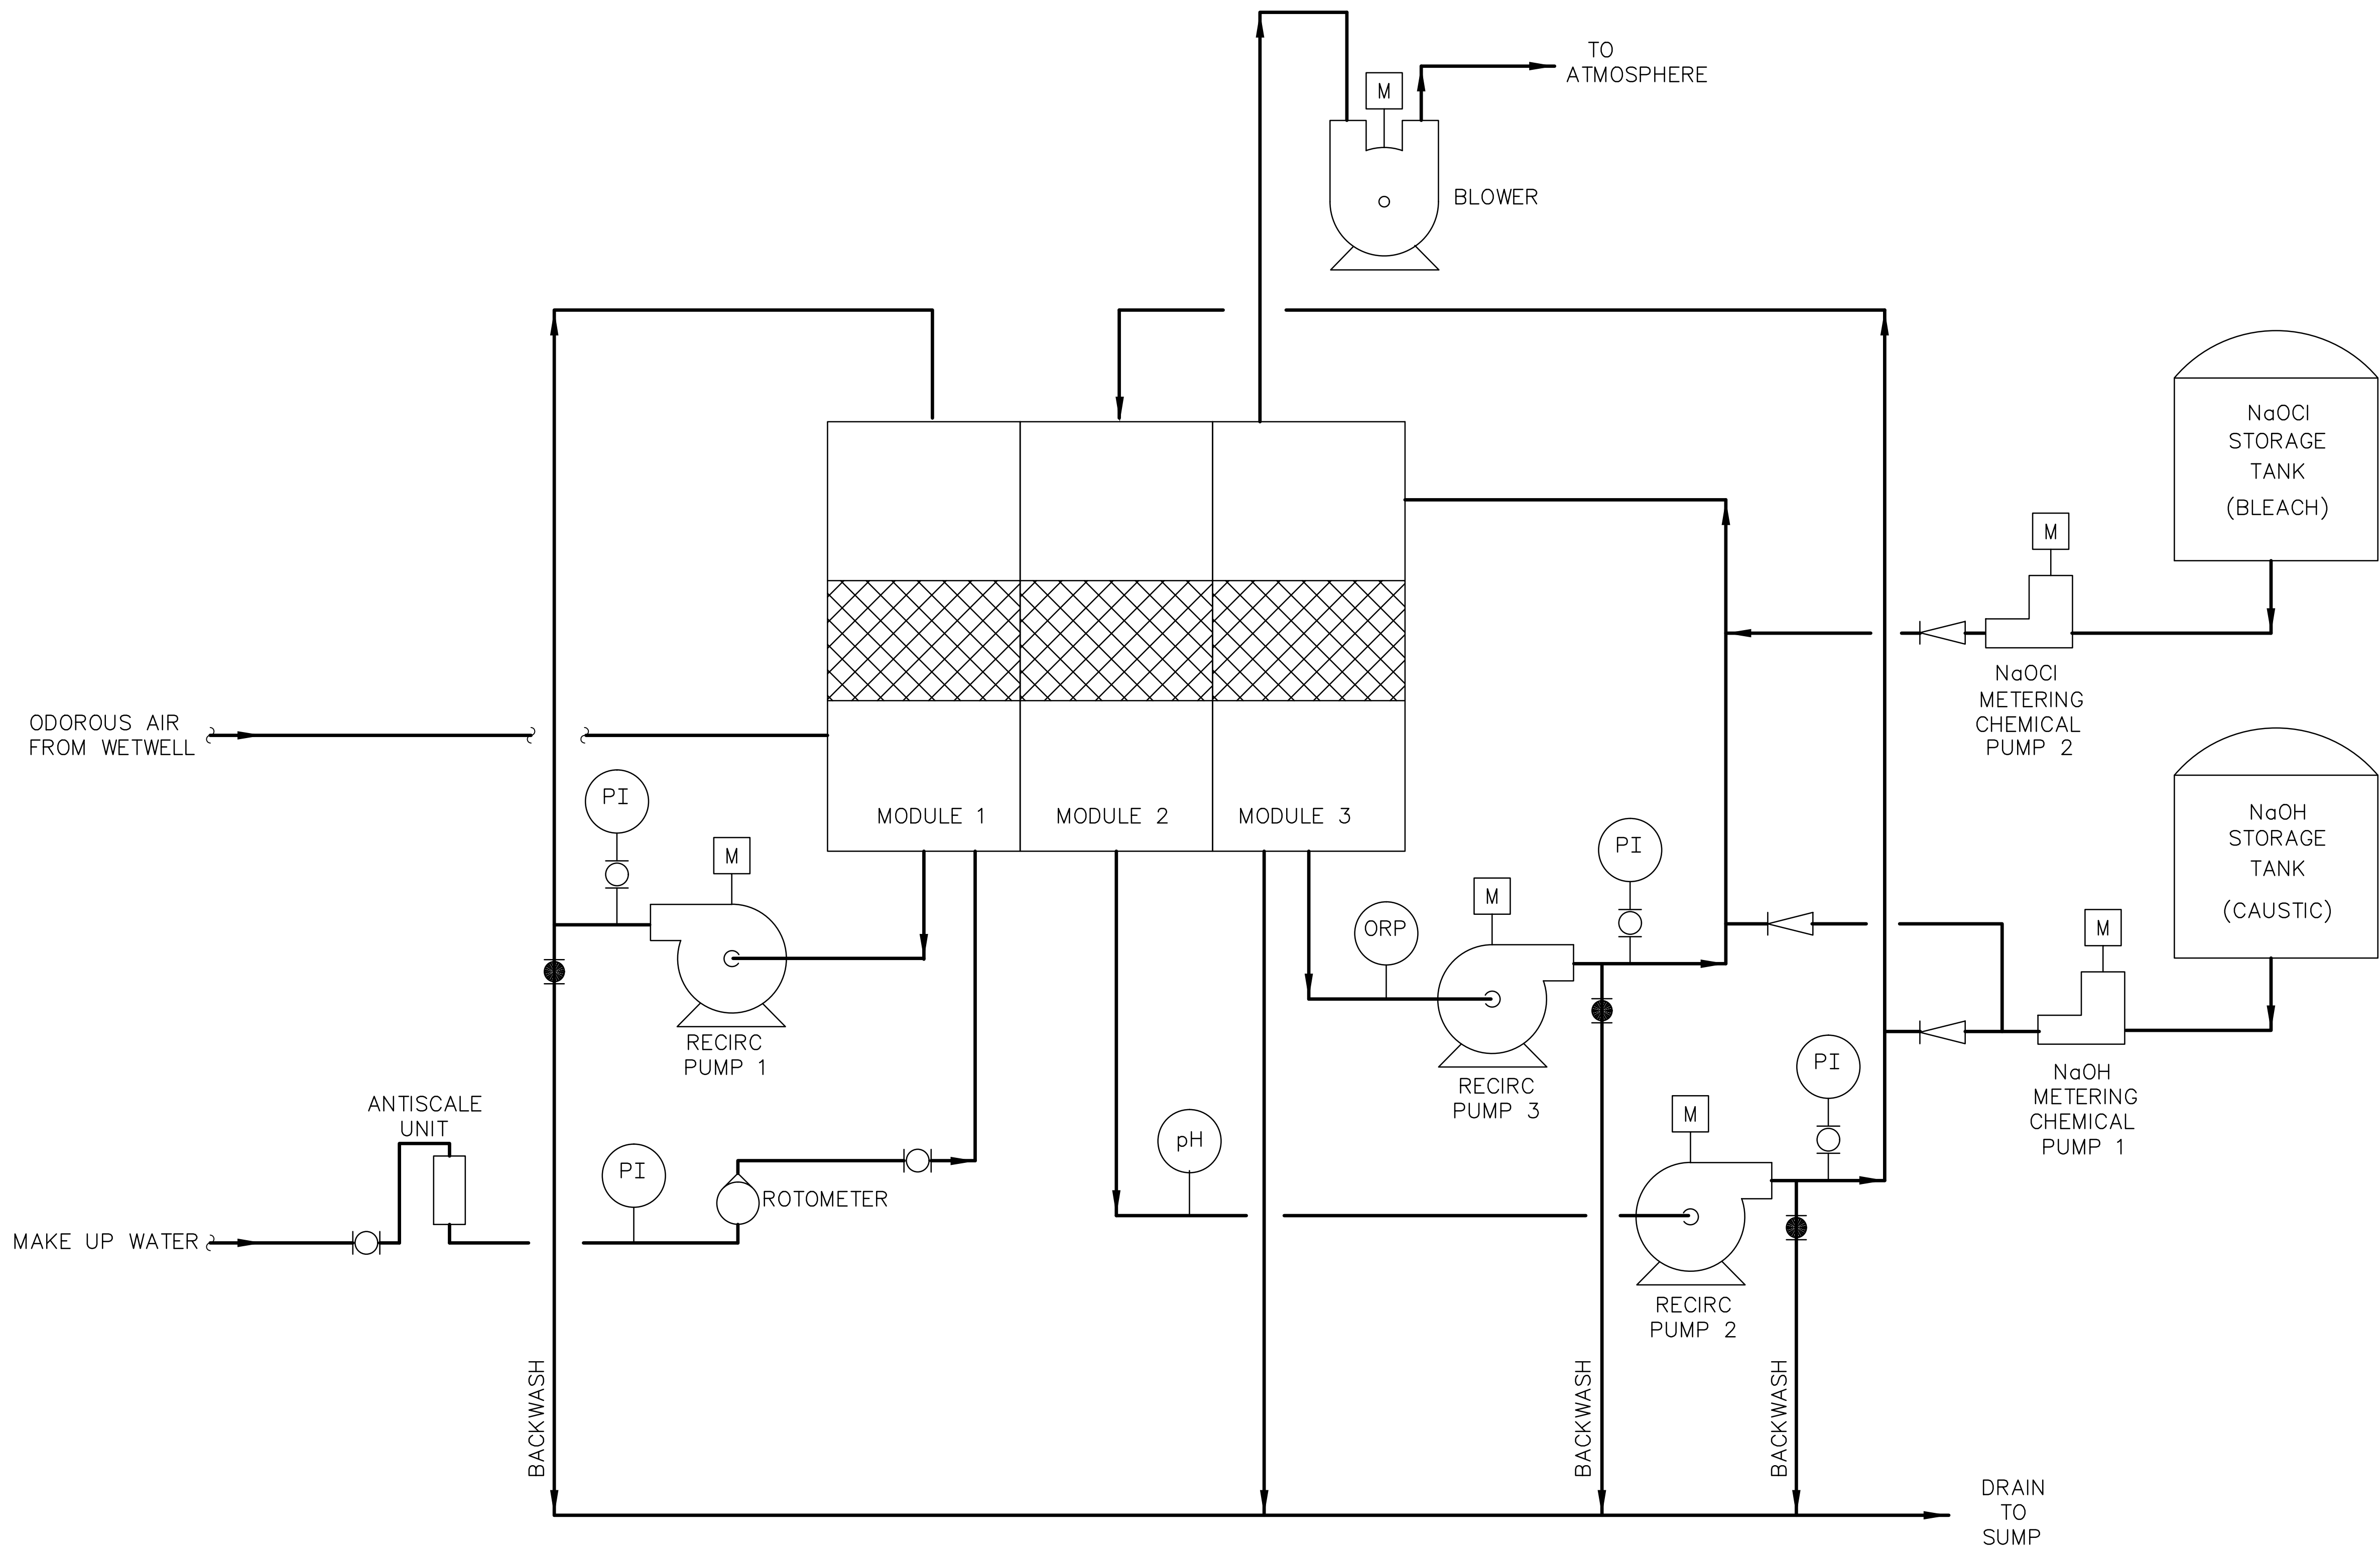 TO
ATMOSPHERE
M
BLOWER
NaOCl
STORAGE
TANK
(BLEACH)
M
NaOCl
METERING
CHEMICAL
PUMP 2
ODOROUS AIR
FROM WETWELL
PI
M
MODULE 1
MODULE 2
MODULE 3
PI
M
ORP
NaOH
STORAGE
TANK
(CAUSTIC)
M
RECIRC
PUMP 1
RECIRC
PUMP 3
PI
M
NaOH
METERING
CHEMICAL
PUMP 1
ANTISCALE
UNIT
PI
ROTOMETER
pH
MAKE UP WATER
RECIRC
PUMP 2
BACKWASH
BACKWASH
BACKWASH
DRAIN
TO
SUMP